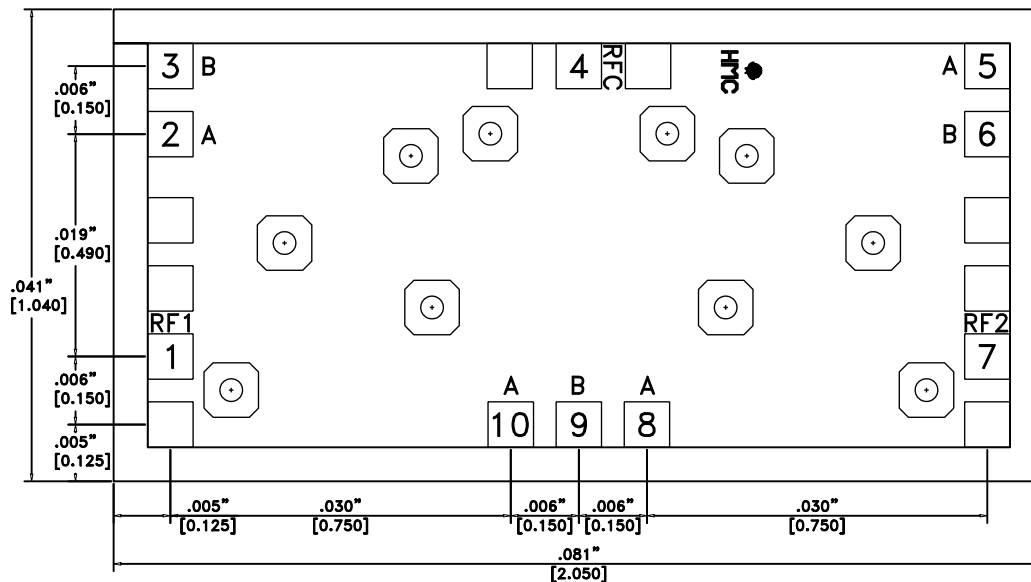 3 B
4
RFC
HMC
A 5
.006"
[0.150]
2 A
B 6
.019"
[0.490]
.041"
[1.040]
RF1
RF2
1
7
.006"
[0.150]
A B A
10 9 8
.005"
[0.125]
.005"
[0.125]
.030"
[0.750]
.006"
[0.150]
.006"
[0.150]
.030"
[0.750]
.081"
[2.050]